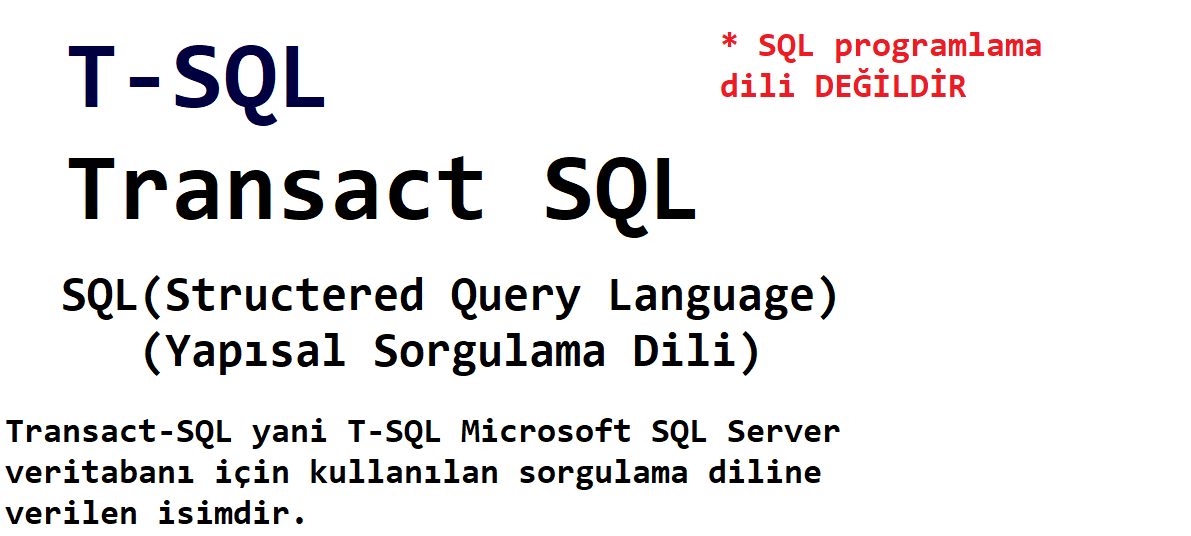 T-SQL
* SQL programlama
dili DEĞİLDİR
Transact SQL
SQL(Structered Query Language)
(Yapısal Sorgulama Dili)
Transact-SQL yani T-SQL Microsoft SQL Server
veritabanı için kullanılan sorgulama diline
verilen isimdir.